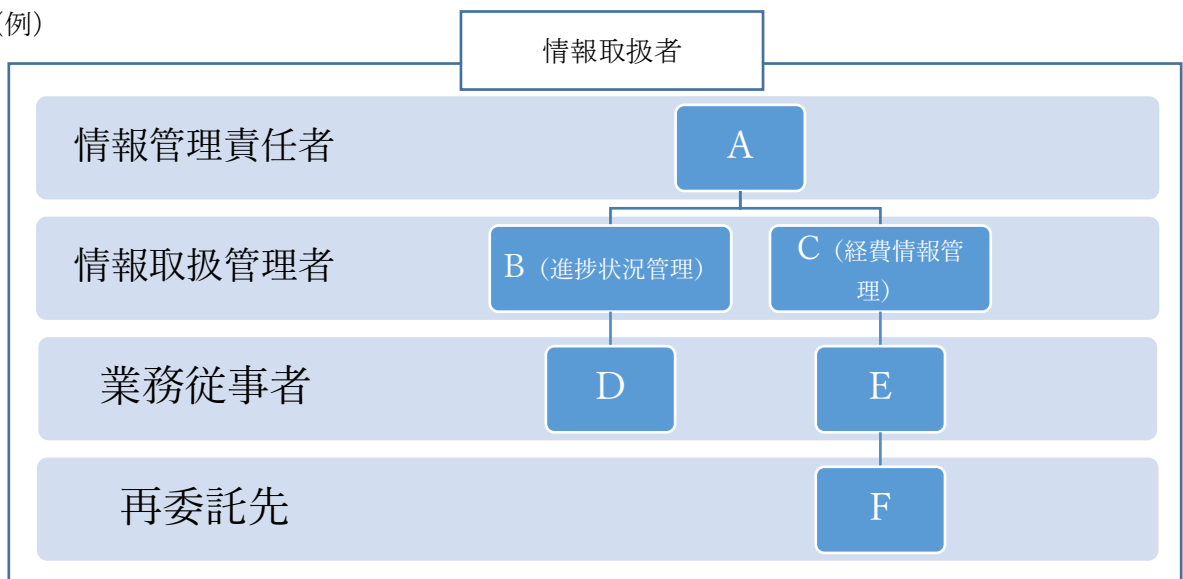 （例）
情報取扱者
情報管理責任者
A
情報取扱管理者
B（進捗状況管理）
C（経費情報管
理）
業務従事者
D
E
再委託先
F